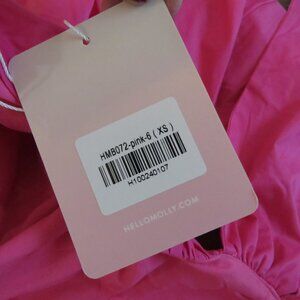 HMB072-pink-6 ( XS )
H100240107
HELLOMOLLY.COM